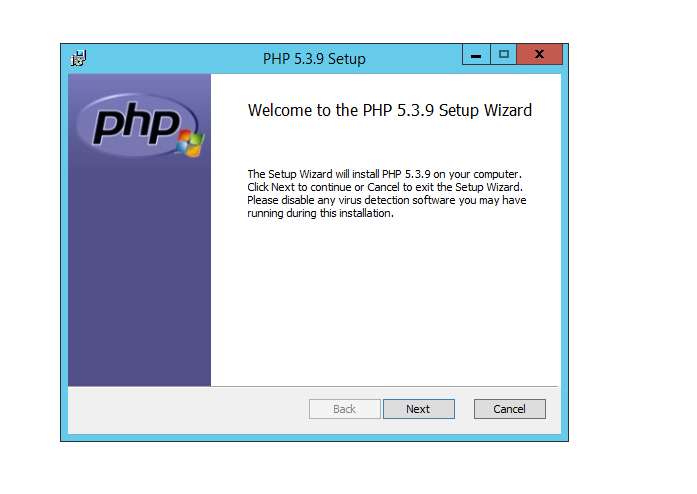 PHP 5.3.9 Setup
php
Welcome to the PHP 5.3.9 Setup Wizard
The Setup Wizard will install PHP 5.3.9 on your computer.
Click Next to continue or Cancel to exit the Setup Wizard.
Please disable any virus detection software you may have
running during this installation.
Back
Next
Cancel